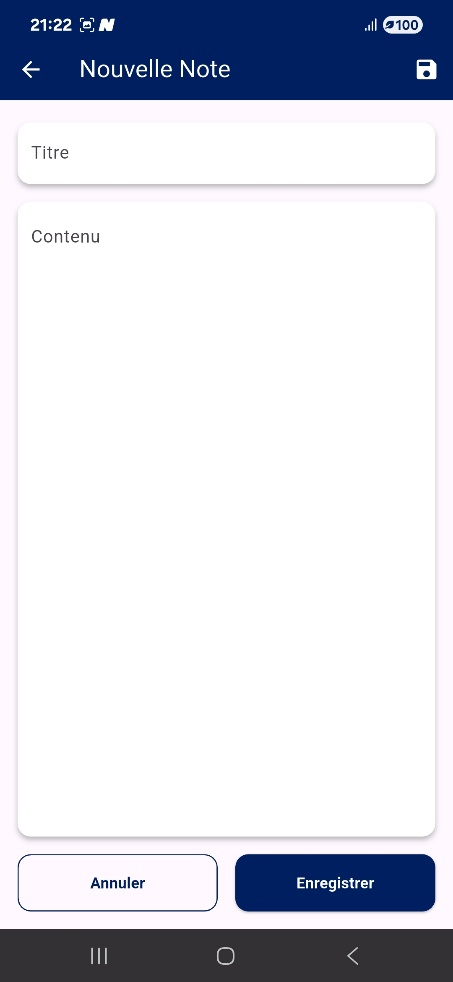 21:22 100
Nouvelle Note
Titre
Contenu
Annuler Enregistrer